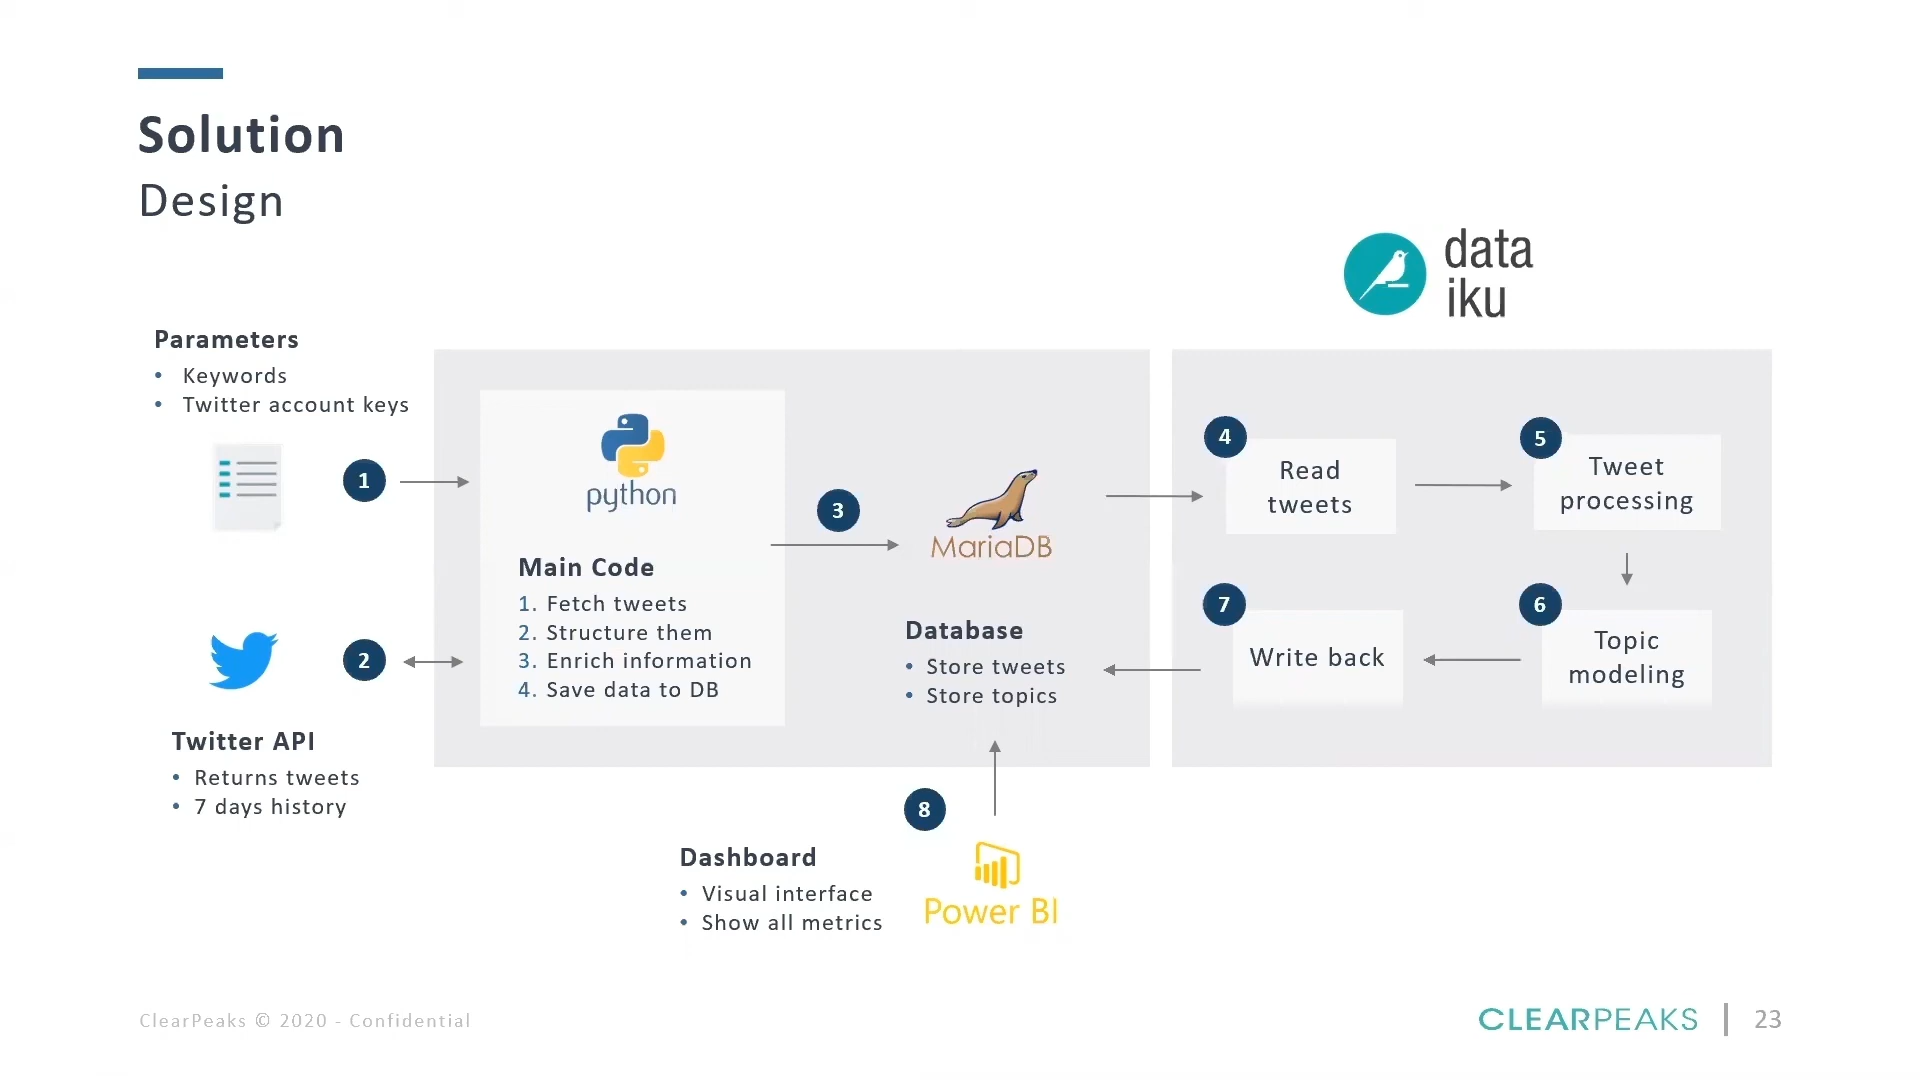 Solution
Design
data
iku
Parameters
• Keywords
• Twitter account keys
1
python
Main Code
1. Fetch tweets
2. Structure them
3. Enrich information
4. Save data to DB
2
Twitter API
• Returns tweets
• 7 days history
3
MariaDB
Database
• Store tweets
• Store topics
4
Read
tweets
5
Tweet
processing
6
Topic
modeling
7
Write back
8
Dashboard
• Visual interface
• Show all metrics
Power BI
ClearPeaks © 2020 - Confidential
CLEARPEAKS
23